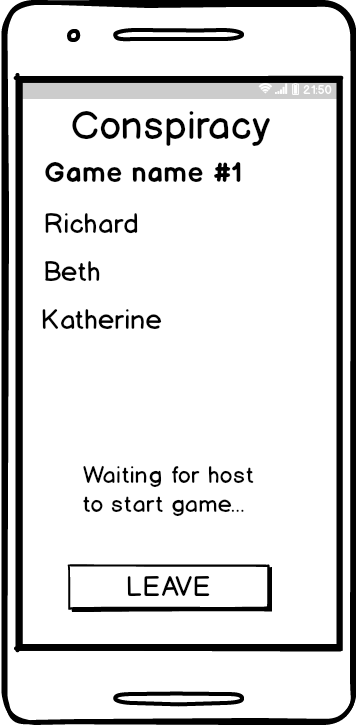 21:50
Conspiracy
Game name #1
Richard
Beth
Katherine
Waiting for host
to start game...
LEAVE